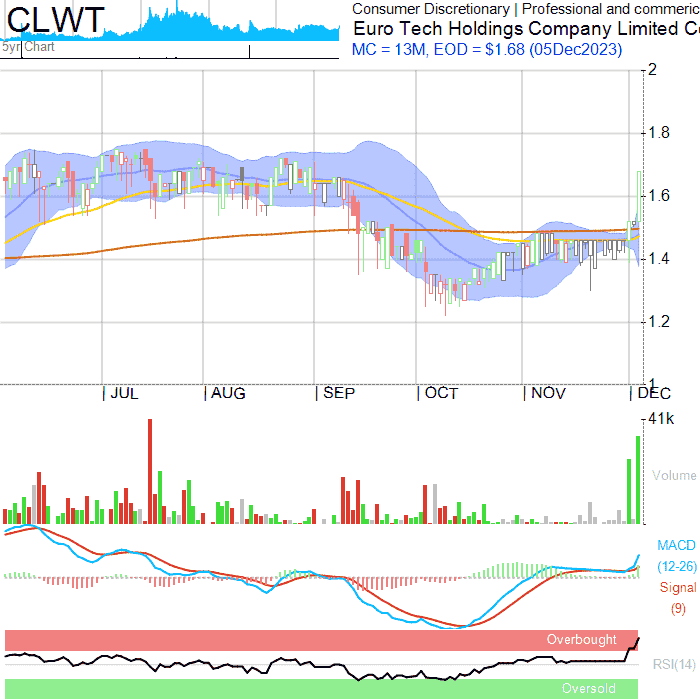 CLWT
5yr Chart
Consumer Discretionary | Professional and commeric
Euro Tech Holdings Company Limited Co
MC = 13M, EOD = $1.68 (05Dec2023)
2
1.8
1.6
1.4
1.2
1
JUL
AUG
SEP
OCT
NOV
DEC
41k
Volume
MACD
(12-26)
Signal
(9)
Overbought
RSI(14)
Oversold